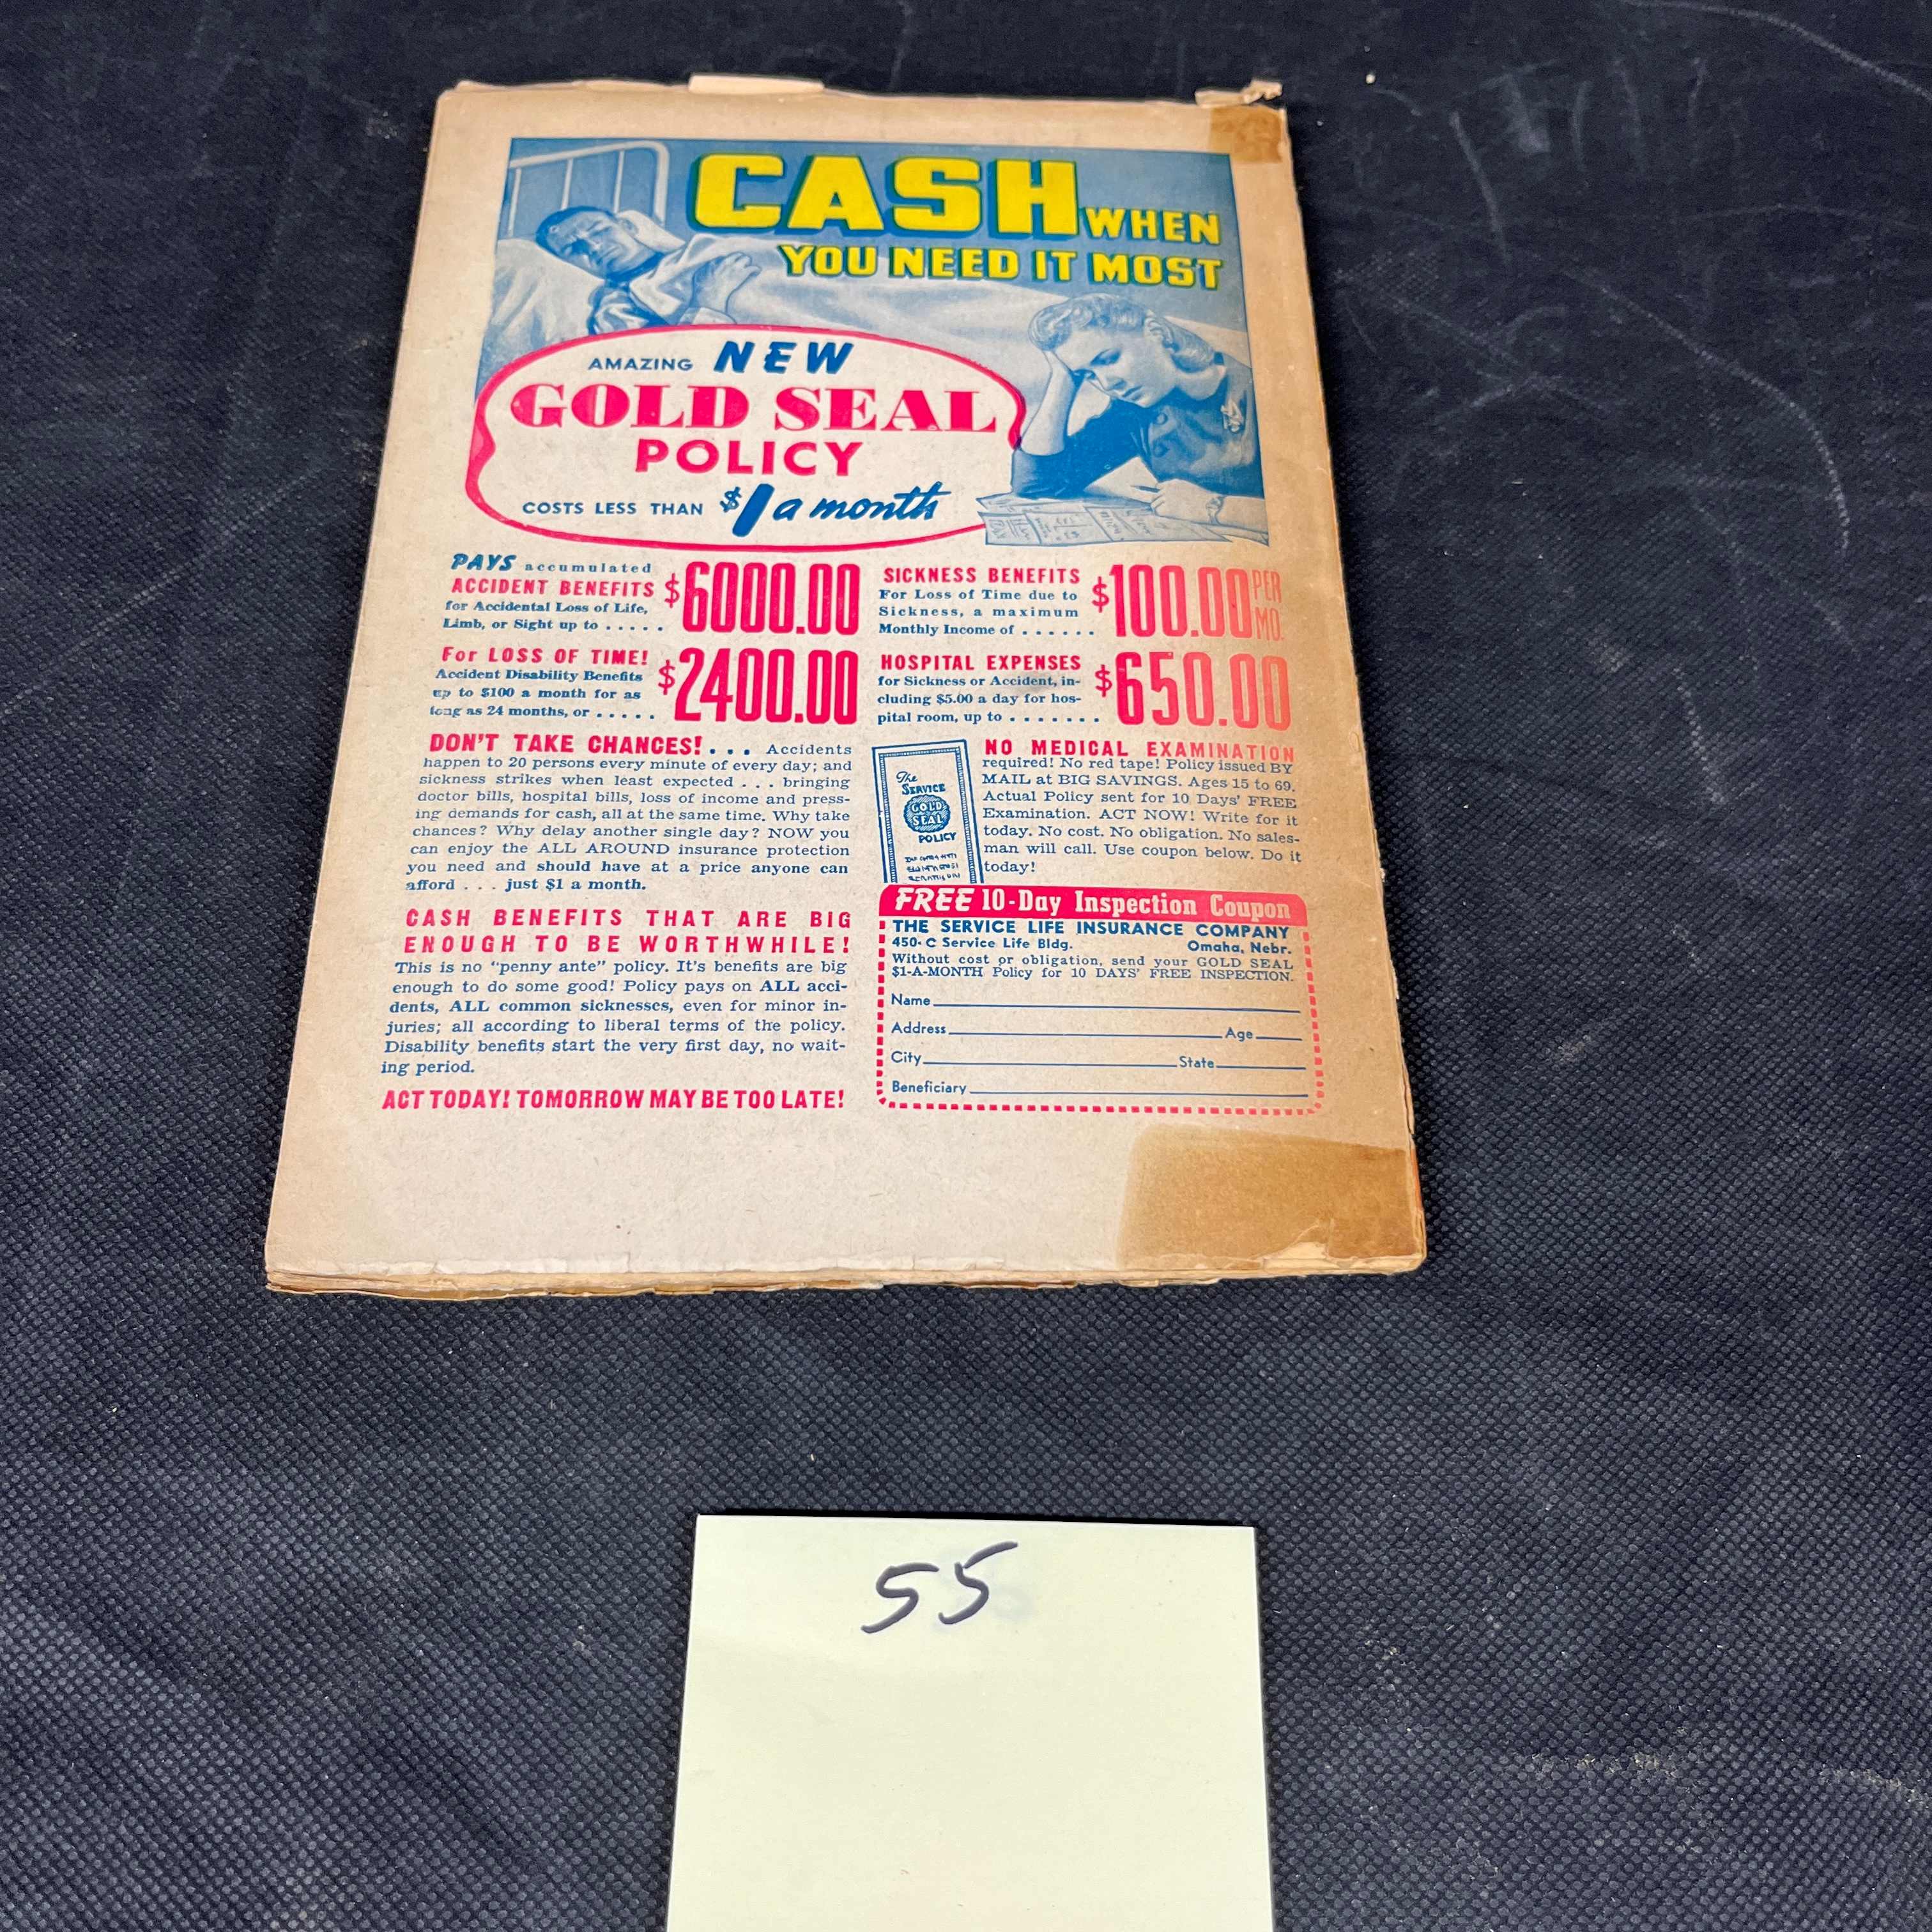 CASH WHEN
YOU NEED IT MOST
AMAZING NEW
GOLD SEAL
POLICY
COSTS LESS THAN $1 a month
PAYS accumulated
ACCIDENT BENEFITS
for Accidental Loss of Life,
Limb, or Sight up to .....
$6000.00
SICKNESS BENEFITS
For Loss of Time due to
Sickness, a maximum
Monthly Income of ......
$100.00 PER
MO.
For LOSS OF TIME!
Accident Disability Benefits
up to $100 a month for as
long as 24 months, or .....
$2400.00
HOSPITAL EXPENSES
for Sickness or Accident, in-
cluding $5.00 a day for hos-
pital room, up to .......
$650.00
DON'T TAKE CHANCES!... Accidents
happen to 20 persons every minute of every day; and
sickness strikes when least expected ... bringing
doctor bills, hospital bills, loss of income and press-
ing demands for cash, all at the same time. Why take
chances? Why delay another single day? NOW you
can enjoy the ALL AROUND insurance protection
you need and should have at a price anyone can
afford ... just $1 a month.
CASH BENEFITS THAT ARE BIG
ENOUGH TO BE WORTHWHILE!
This is no "penny ante" policy. It's benefits are big
enough to do some good! Policy pays on ALL acci-
dents, ALL common sicknesses, even for minor in-
juries; all according to liberal terms of the policy.
Disability benefits start the very first day, no wait-
ing period.
ACT TODAY! TOMORROW MAY BE TOO LATE!
The
SERVICE
GOLD
SEAL
POLICY
NO MEDICAL EXAMINATION
required! No red tape! Policy issued BY
MAIL at BIG SAVINGS. Ages 15 to 69.
Actual Policy sent for 10 Days' FREE
Examination. ACT NOW! Write for it
today. No cost. No obligation. No sales-
man will call. Use coupon below. Do it
today!
FREE 10-Day Inspection Coupon
THE SERVICE LIFE INSURANCE COMPANY
450-C Service Life Bldg. Omaha, Nebr.
Without cost or obligation, send your GOLD SEAL
$1-A-MONTH Policy for 10 DAYS' FREE INSPECTION.
Name
Address Age
City State
Beneficiary
55